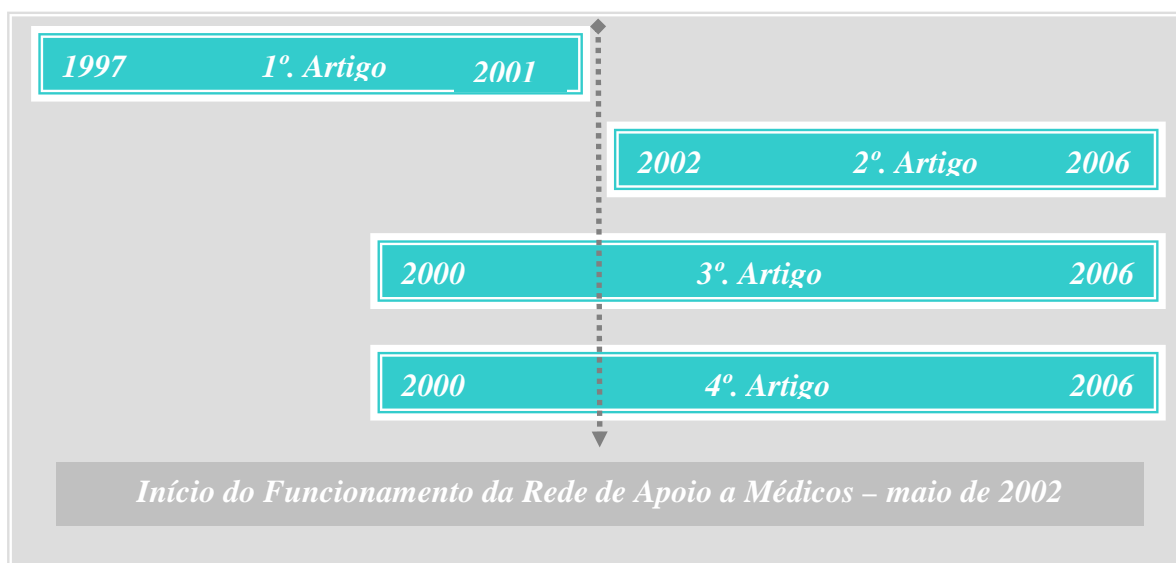 1997 1º. Artigo 2001
2002 2º. Artigo 2006
2000 3º. Artigo 2006
2000 4º. Artigo 2006
Início do Funcionamento da Rede de Apoio a Médicos – maio de 2002